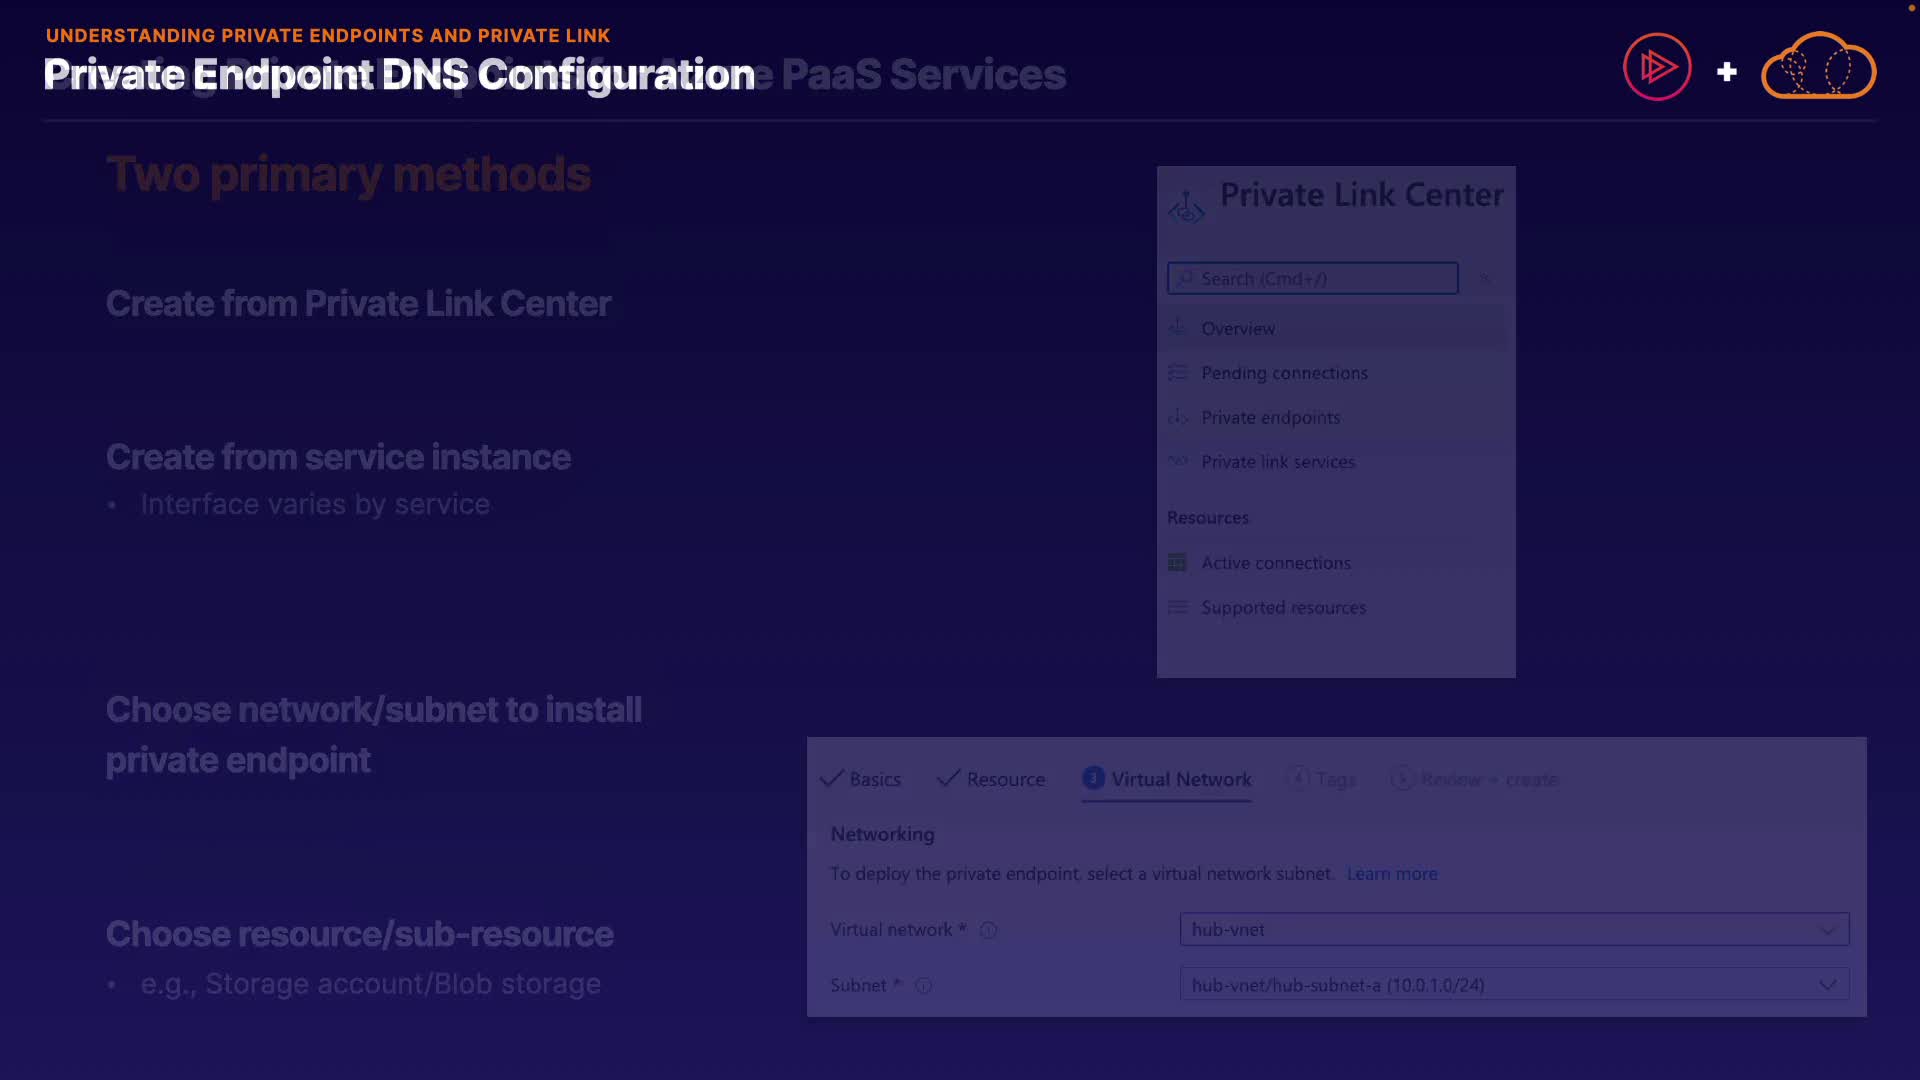 UNDERSTANDING PRIVATE ENDPOINTS AND PRIVATE LINK
Private Endpoint DNS Configuration
PaaS Services
Two primary methods
Create from Private Link Center
Create from service instance
• Interface varies by service
Choose network/subnet to install
private endpoint
Choose resource/sub-resource
• e.g., Storage account/Blob storage
Private Link Center
Search (Cmd+/)
Overview
Pending connections
Private endpoints
Private link services
Resources
Active connections
Supported resources
Basics
Resource
3 Virtual Network
4 Tags
5 Review + create
Networking
To deploy the private endpoint, select a virtual network subnet. Learn more
Virtual network *
hub-vnet
Subnet *
hub-vnet/hub-subnet-a (10.0.1.0/24)